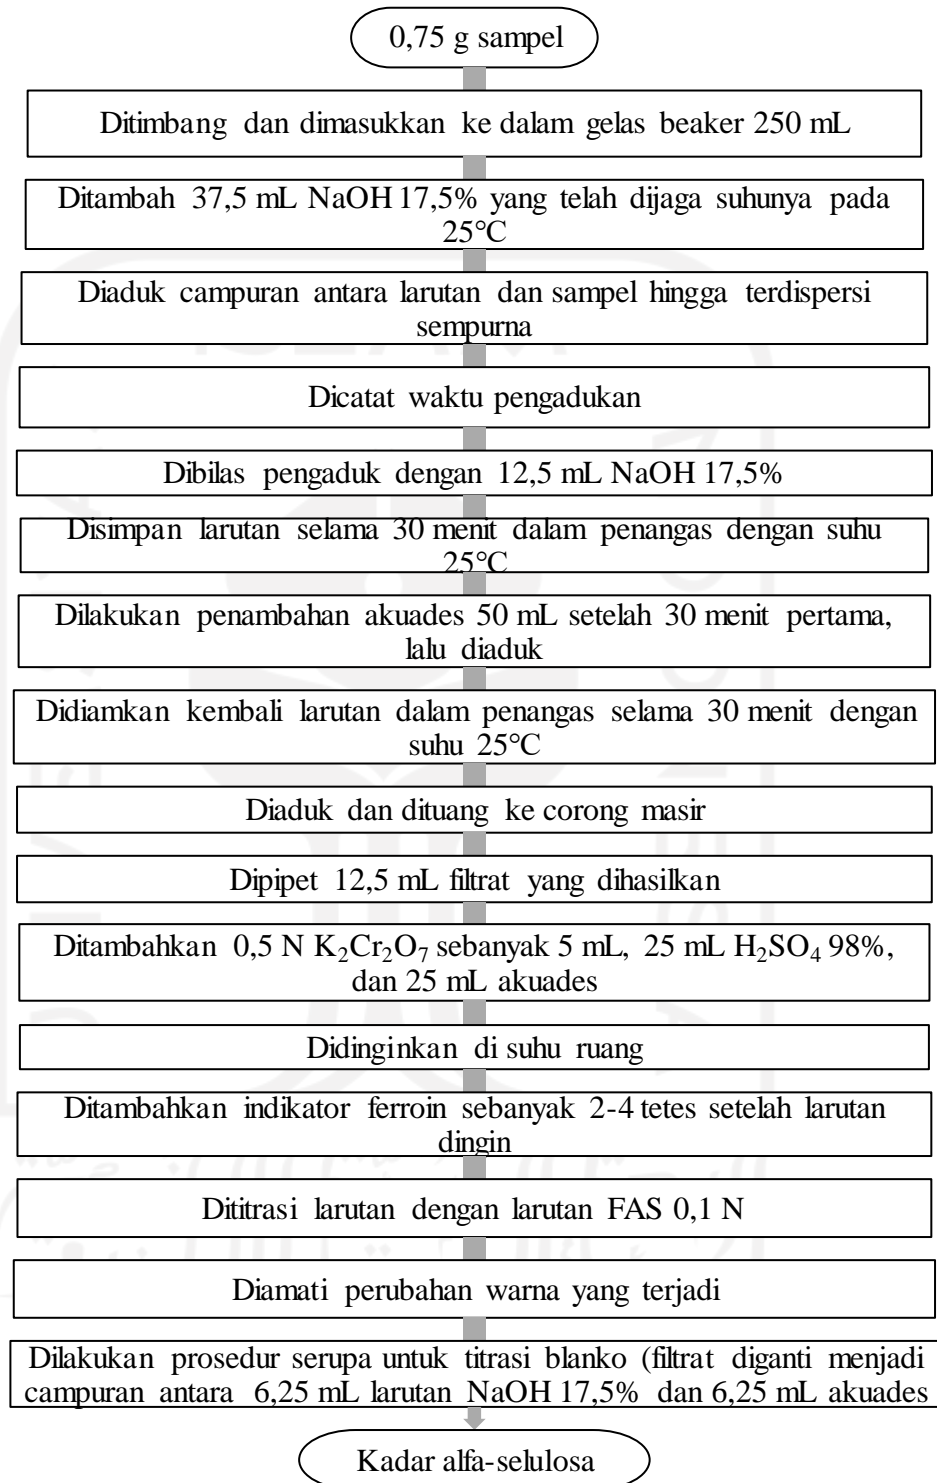 0,75 g sampel
Ditimbang dan dimasukkan ke dalam gelas beaker 250 mL
Ditambah 37,5 mL NaOH 17,5% yang telah dijaga suhunya pada
25°C
Diaduk campuran antara larutan dan sampel hingga terdispersi
sempurna
Dicatat waktu pengadukan
Dibilas pengaduk dengan 12,5 mL NaOH 17,5%
Disimpan larutan selama 30 menit dalam penangas dengan suhu
25°C
Dilakukan penambahan akuades 50 mL setelah 30 menit pertama,
lalu diaduk
Didiamkan kembali larutan dalam penangas selama 30 menit dengan
suhu 25°C
Diaduk dan dituang ke corong masir
Dipipet 12,5 mL filtrat yang dihasilkan
Ditambahkan 0,5 N K₂Cr₂O₇ sebanyak 5 mL, 25 mL H₂SO₄ 98%,
dan 25 mL akuades
Didinginkan di suhu ruang
Ditambahkan indikator ferroin sebanyak 2-4 tetes setelah larutan
dingin
Dititrasi larutan dengan larutan FAS 0,1 N
Diamati perubahan warna yang terjadi
Dilakukan prosedur serupa untuk titrasi blanko (filtrat diganti menjadi
campuran antara 6,25 mL larutan NaOH 17,5% dan 6,25 mL akuades
Kadar alfa-selulosa